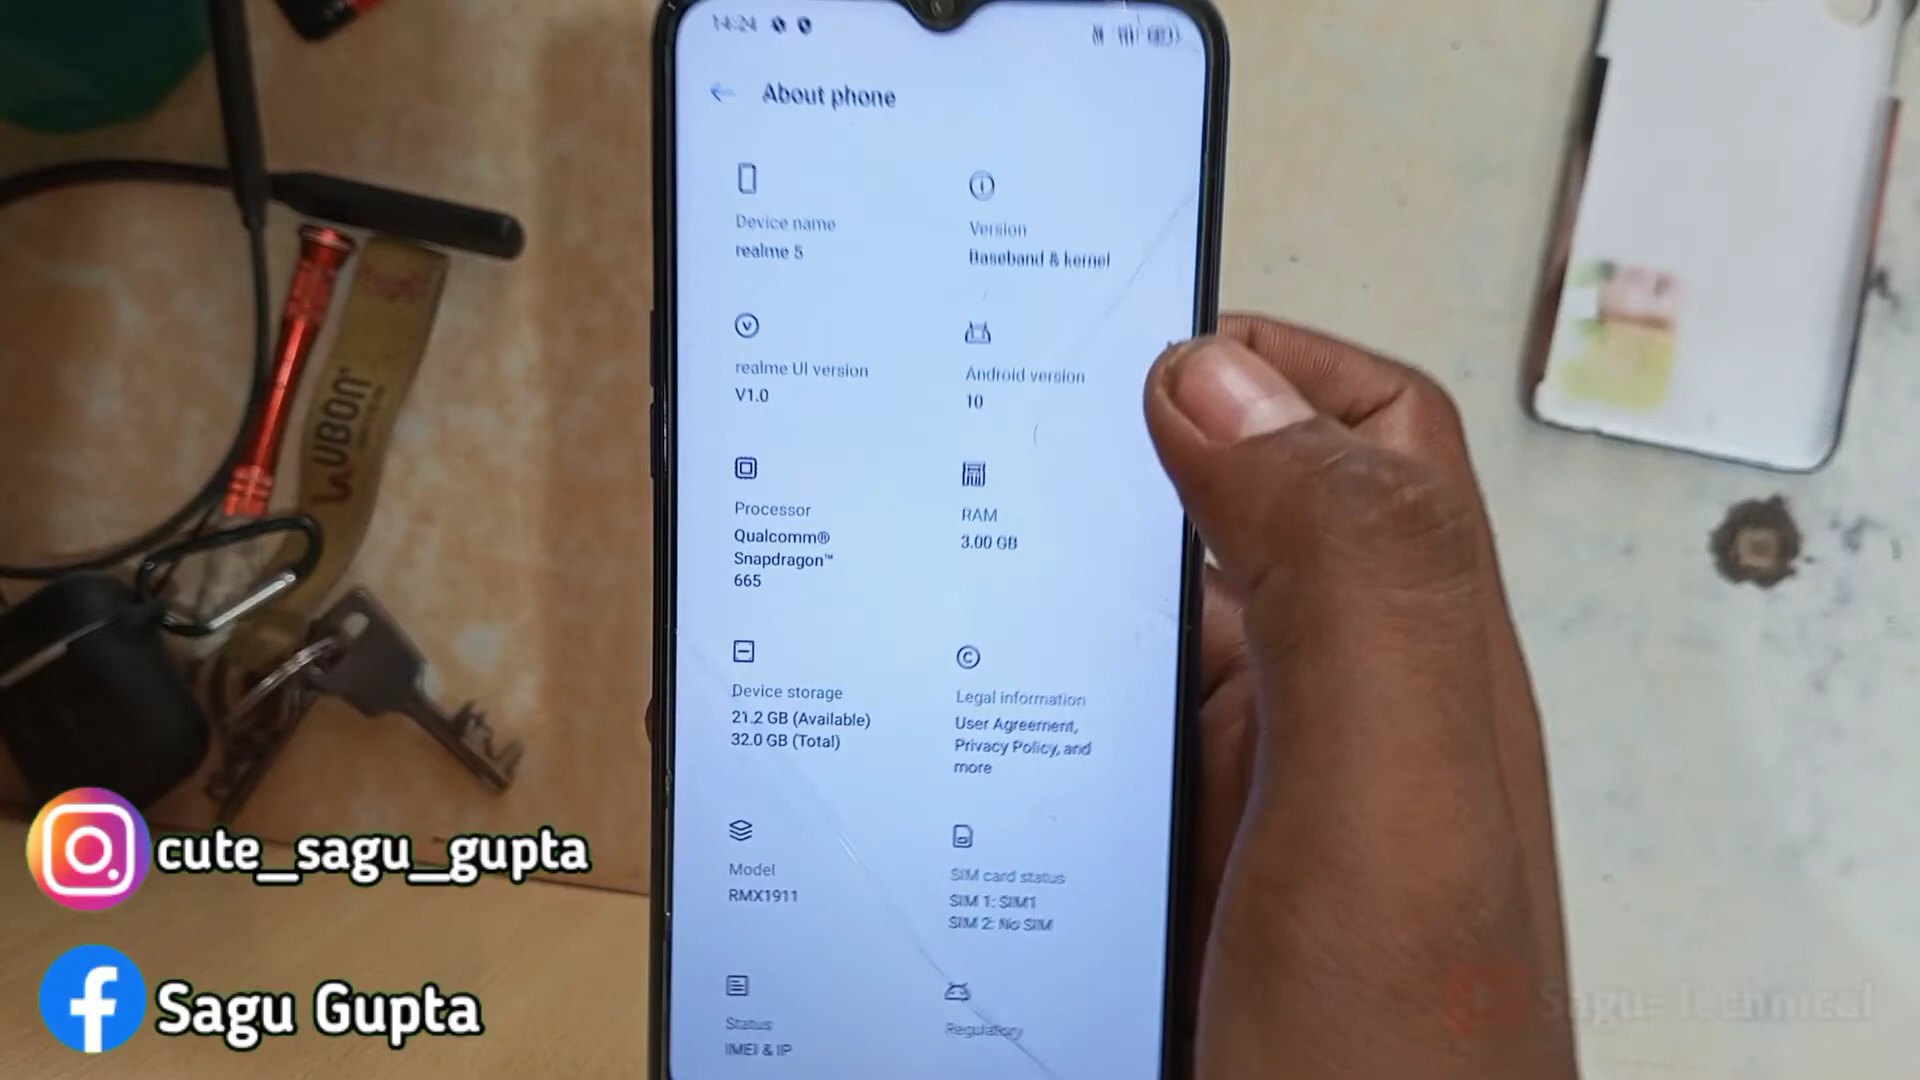 14:24
About phone
Device name
realme 5
Version
Baseband & kernel
realme UI version
V1.0
Android version
10
Processor
Qualcomm®
Snapdragon™
665
RAM
3.00 GB
Device storage
21.2 GB (Available)
32.0 GB (Total)
Legal information
User Agreement,
Privacy Policy, and
more
Model
RMX1911
SIM card status
SIM 1: SIM1
SIM 2: No SIM
Status
IMEI & IP
Regulatory
UBON
cute_sagu_gupta
Sagu Gupta
Sagu- Technical